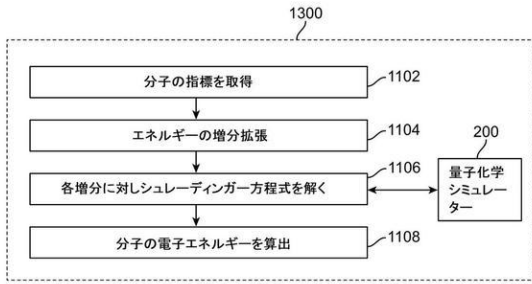 1300
分子の指標を取得
1102
エネルギーの増分拡張
1104
各増分に対しシュレーディンガー方程式を解く
1106
200
量子化学
シミュレー
ター
分子の電子エネルギーを算出
1108